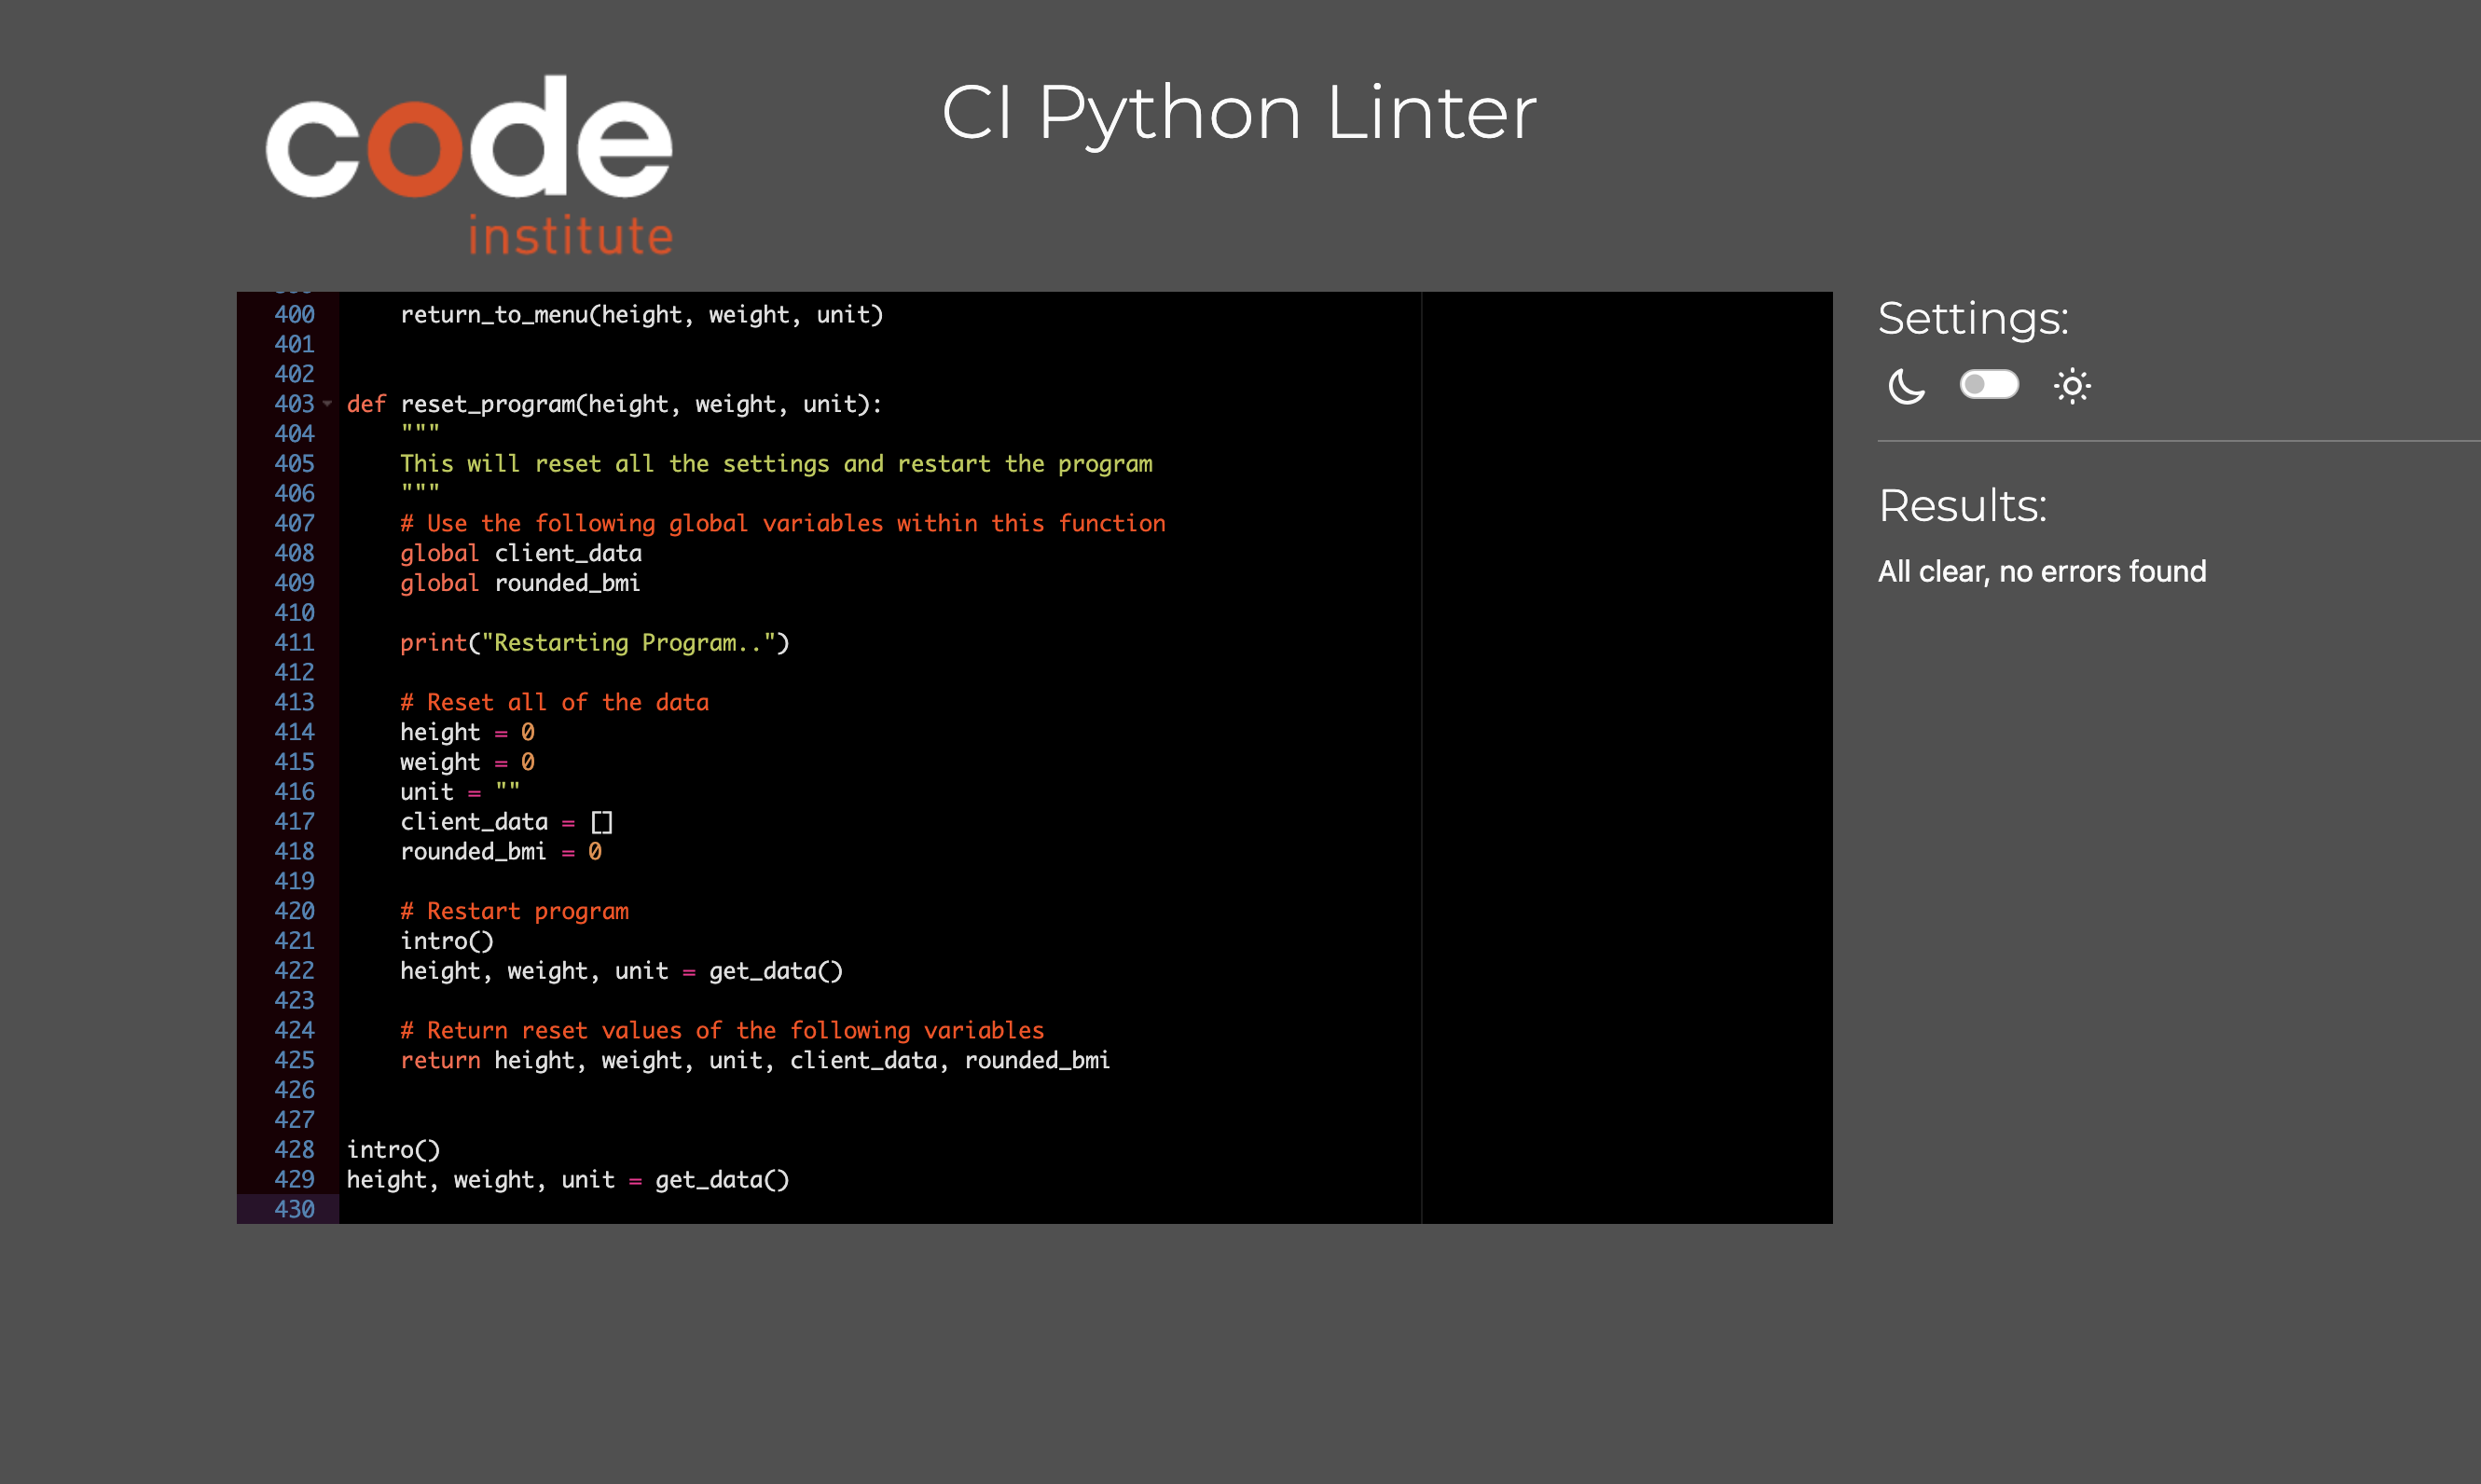 code
institute
CI Python Linter
400 return_to_menu(height, weight, unit)
401
402
403 def reset_program(height, weight, unit):
404 """
405 This will reset all the settings and restart the program
406 """
407 # Use the following global variables within this function
408 global client_data
409 global rounded_bmi
410
411 print("Restarting Program..")
412
413 # Reset all of the data
414 height = 0
415 weight = 0
416 unit = ""
417 client_data = []
418 rounded_bmi = 0
419
420 # Restart program
421 intro()
422 height, weight, unit = get_data()
423
424 # Return reset values of the following variables
425 return height, weight, unit, client_data, rounded_bmi
426
427
428 intro()
429 height, weight, unit = get_data()
430
Settings:
Results:
All clear, no errors found